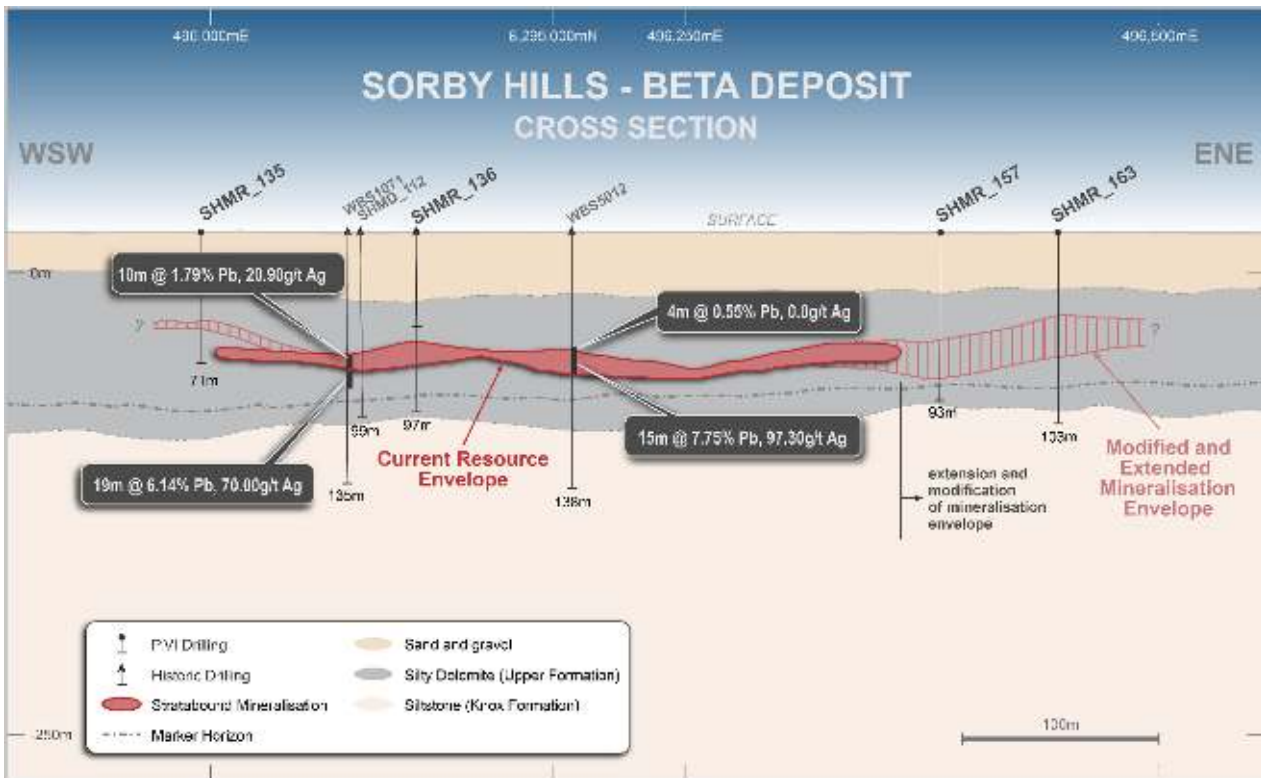 490,000mE
8,295,000mN
496,250mE
496,500mE
SORBY HILLS - BETA DEPOSIT
CROSS SECTION
WSW
ENE
SHMR_135
WBS1071
SHMD_112
SHMR_136
WBS5012
SURFACE
SHMR_157
SHMR_163
0m
10m @ 1.79% Pb, 20.90g/t Ag
4m @ 0.55% Pb, 0.0g/t Ag
?
?
71m
99m
97m
93m
103m
15m @ 7.75% Pb, 97.30g/t Ag
19m @ 6.14% Pb, 70.00g/t Ag
135m
138m
Current Resource
Envelope
extension and
modification
of mineralisation
envelope
Modified and
Extended
Mineralisation
Envelope
PVI Drilling
Historic Drilling
Stratabound Mineralisation
Marker Horizon
Sand and gravel
Silty Dolomite (Upper Formation)
Siltstone (Knox Formation)
-250m
100m